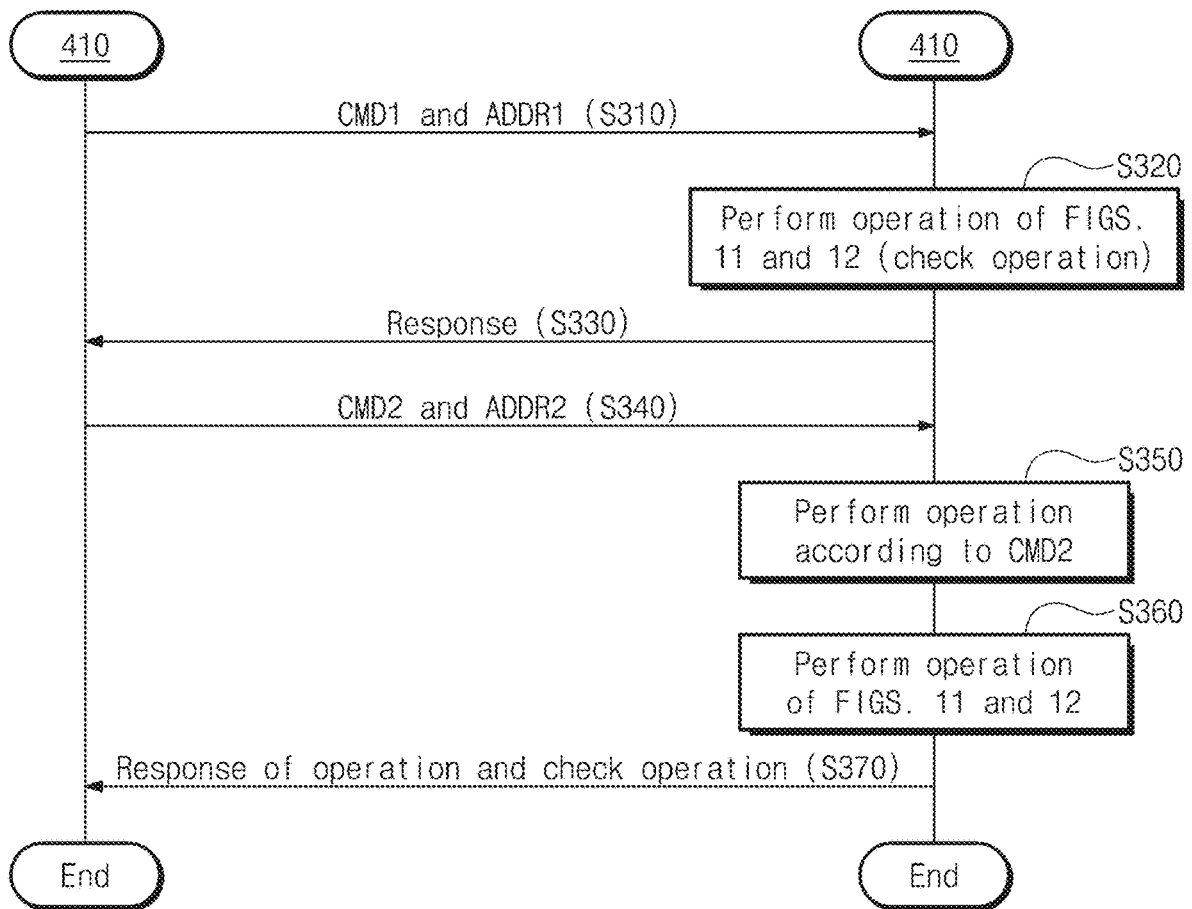 410
410
CMD1 and ADDR1 (S310)
S320
Perform operation of FIGS.
11 and 12 (check operation)
Response (S330)
CMD2 and ADDR2 (S340)
S350
Perform operation
according to CMD2
S360
Perform operation
of FIGS. 11 and 12
Response of operation and check operation (S370)
End
End